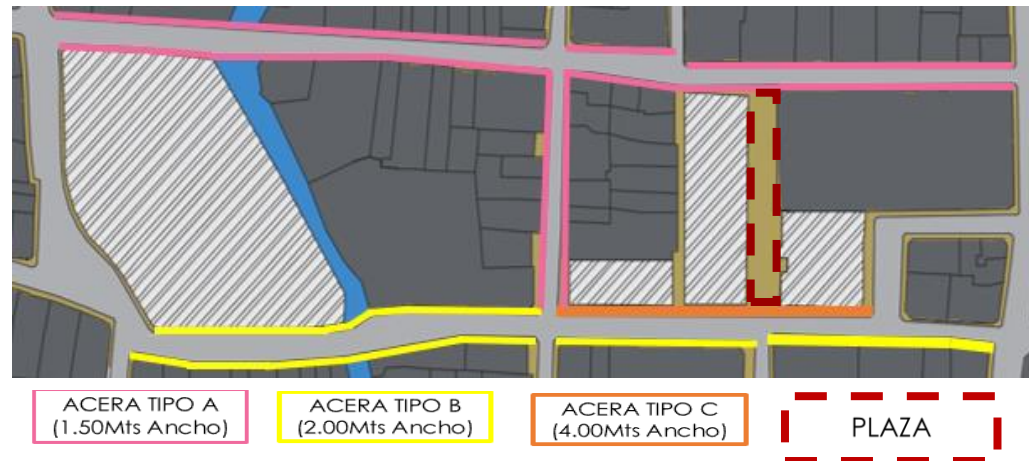 ACERA TIPO A
(1.50Mts Ancho)
ACERA TIPO B
(2.00Mts Ancho)
ACERA TIPO C
(4.00Mts Ancho)
PLAZA